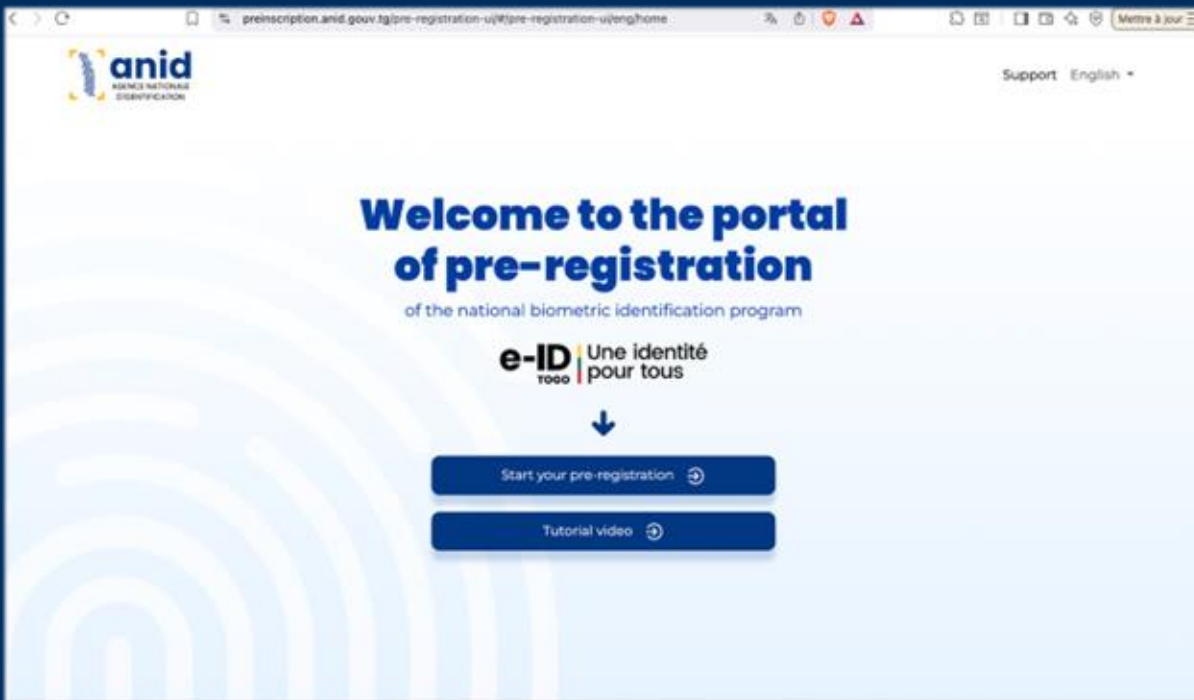 preinscription.anid.gouv.tg/pre-registration-ui/#/pre-registration-ui/eng/home
Mettre à jour
anid
AGENCE NATIONALE
D'IDENTIFICATION
Support English
Welcome to the portal
of pre-registration
of the national biometric identification program
e-ID
TOGO
Une identité
pour tous
Start your pre-registration
Tutorial video